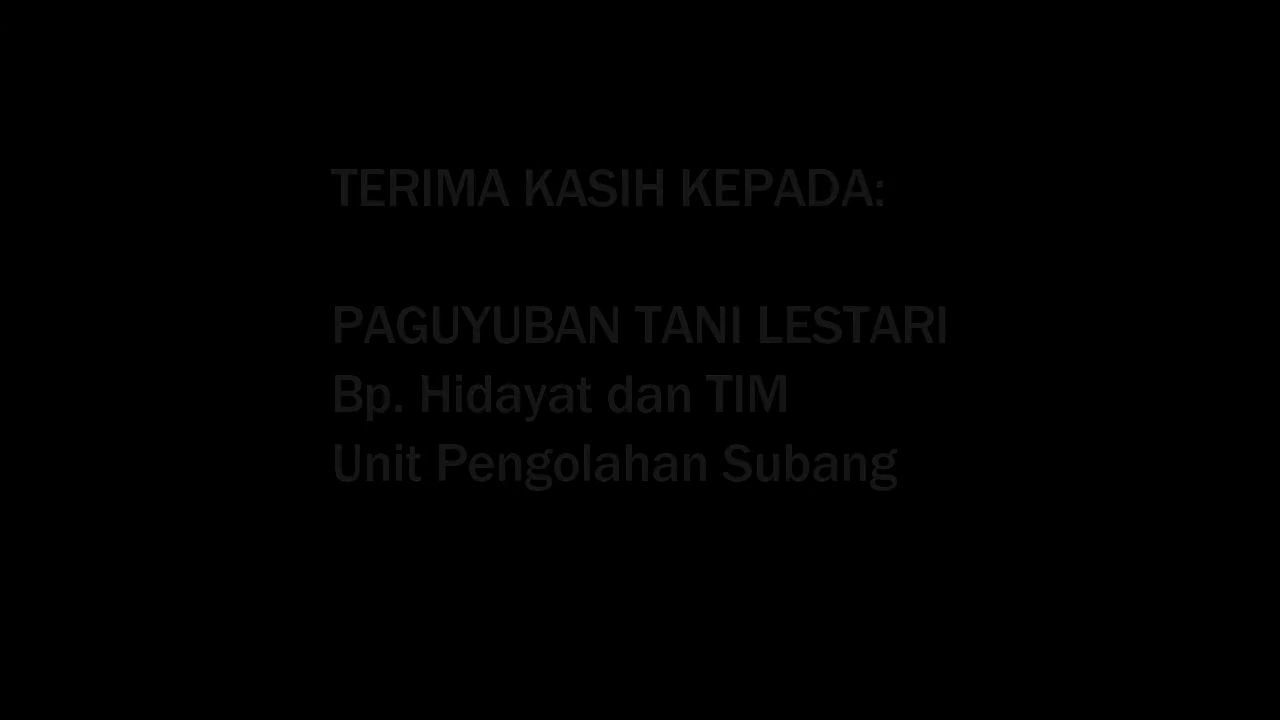 TERIMA KASIH KEPADA:
PAGUYUBAN TANI LESTARI
Bp. Hidayat dan TIM
Unit Pengolahan Subang